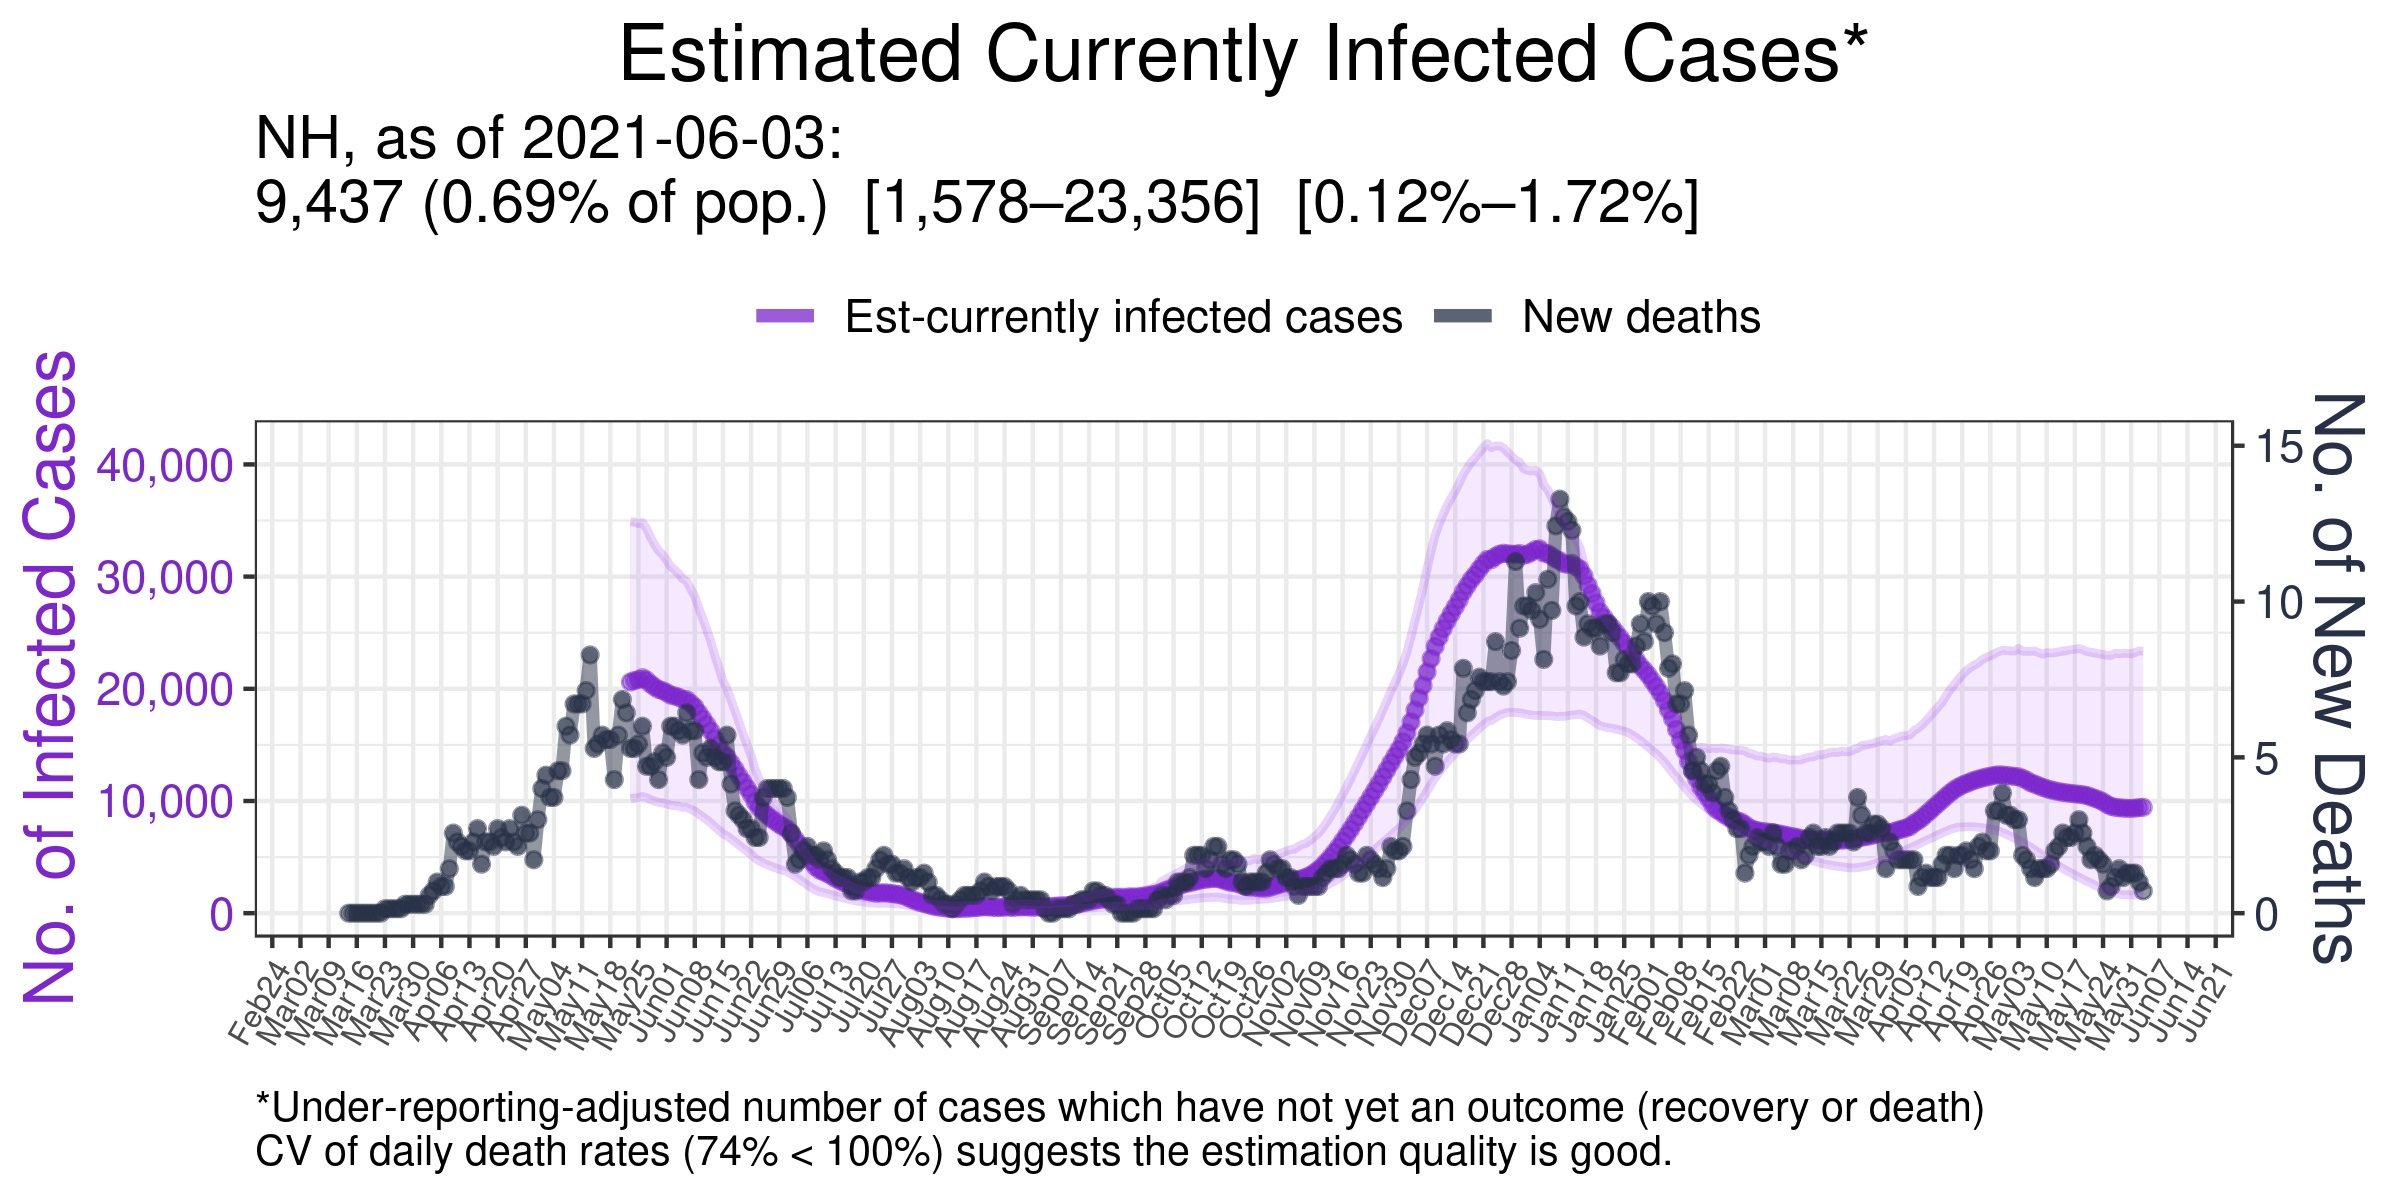 Estimated Currently Infected Cases*
NH, as of 2021-06-03:
9,437 (0.69% of pop.)  [1,578–23,356]  [0.12%–1.72%]
Est-currently infected cases
New deaths
No. of Infected Cases
40,000
30,000
20,000
10,000
0
15
10
5
0
No. of New Deaths
Feb24
Mar02
Mar09
Mar16
Mar23
Mar30
Apr06
Apr13
Apr20
Apr27
May04
May11
May18
May25
Jun01
Jun08
Jun15
Jun22
Jun29
Jul06
Jul13
Jul20
Jul27
Aug03
Aug10
Aug17
Aug24
Aug31
Sep07
Sep14
Sep21
Sep28
Oct05
Oct12
Oct19
Oct26
Nov02
Nov09
Nov16
Nov23
Nov30
Dec07
Dec14
Dec21
Dec28
Jan04
Jan11
Jan18
Jan25
Feb01
Feb08
Feb15
Feb22
Mar01
Mar08
Mar15
Mar22
Mar29
Apr05
Apr12
Apr19
Apr26
May03
May10
May17
May24
May31
Jun07
Jun14
Jun21
*Under-reporting-adjusted number of cases which have not yet an outcome (recovery or death)
CV of daily death rates (74% < 100%) suggests the estimation quality is good.